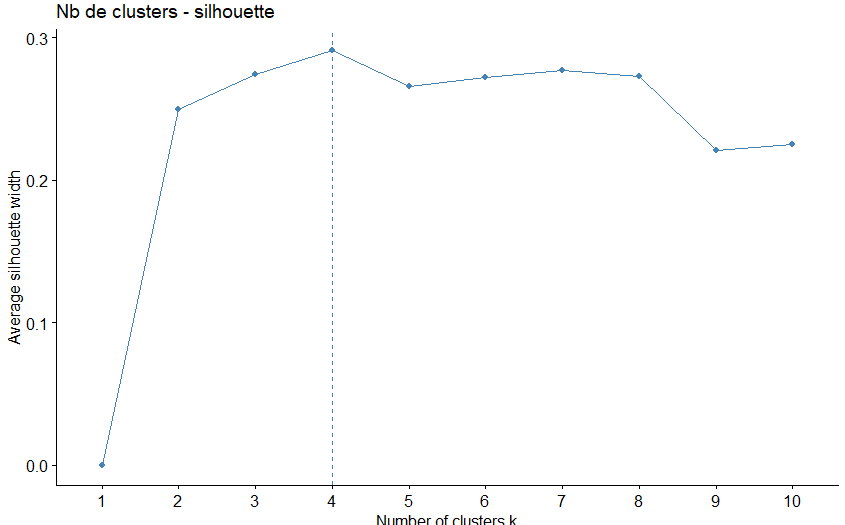 Nb de clusters - silhouette
0.3
0.2
0.1
0.0
Average silhouette width
1 2 3 4 5 6 7 8 9 10
Number of clusters k